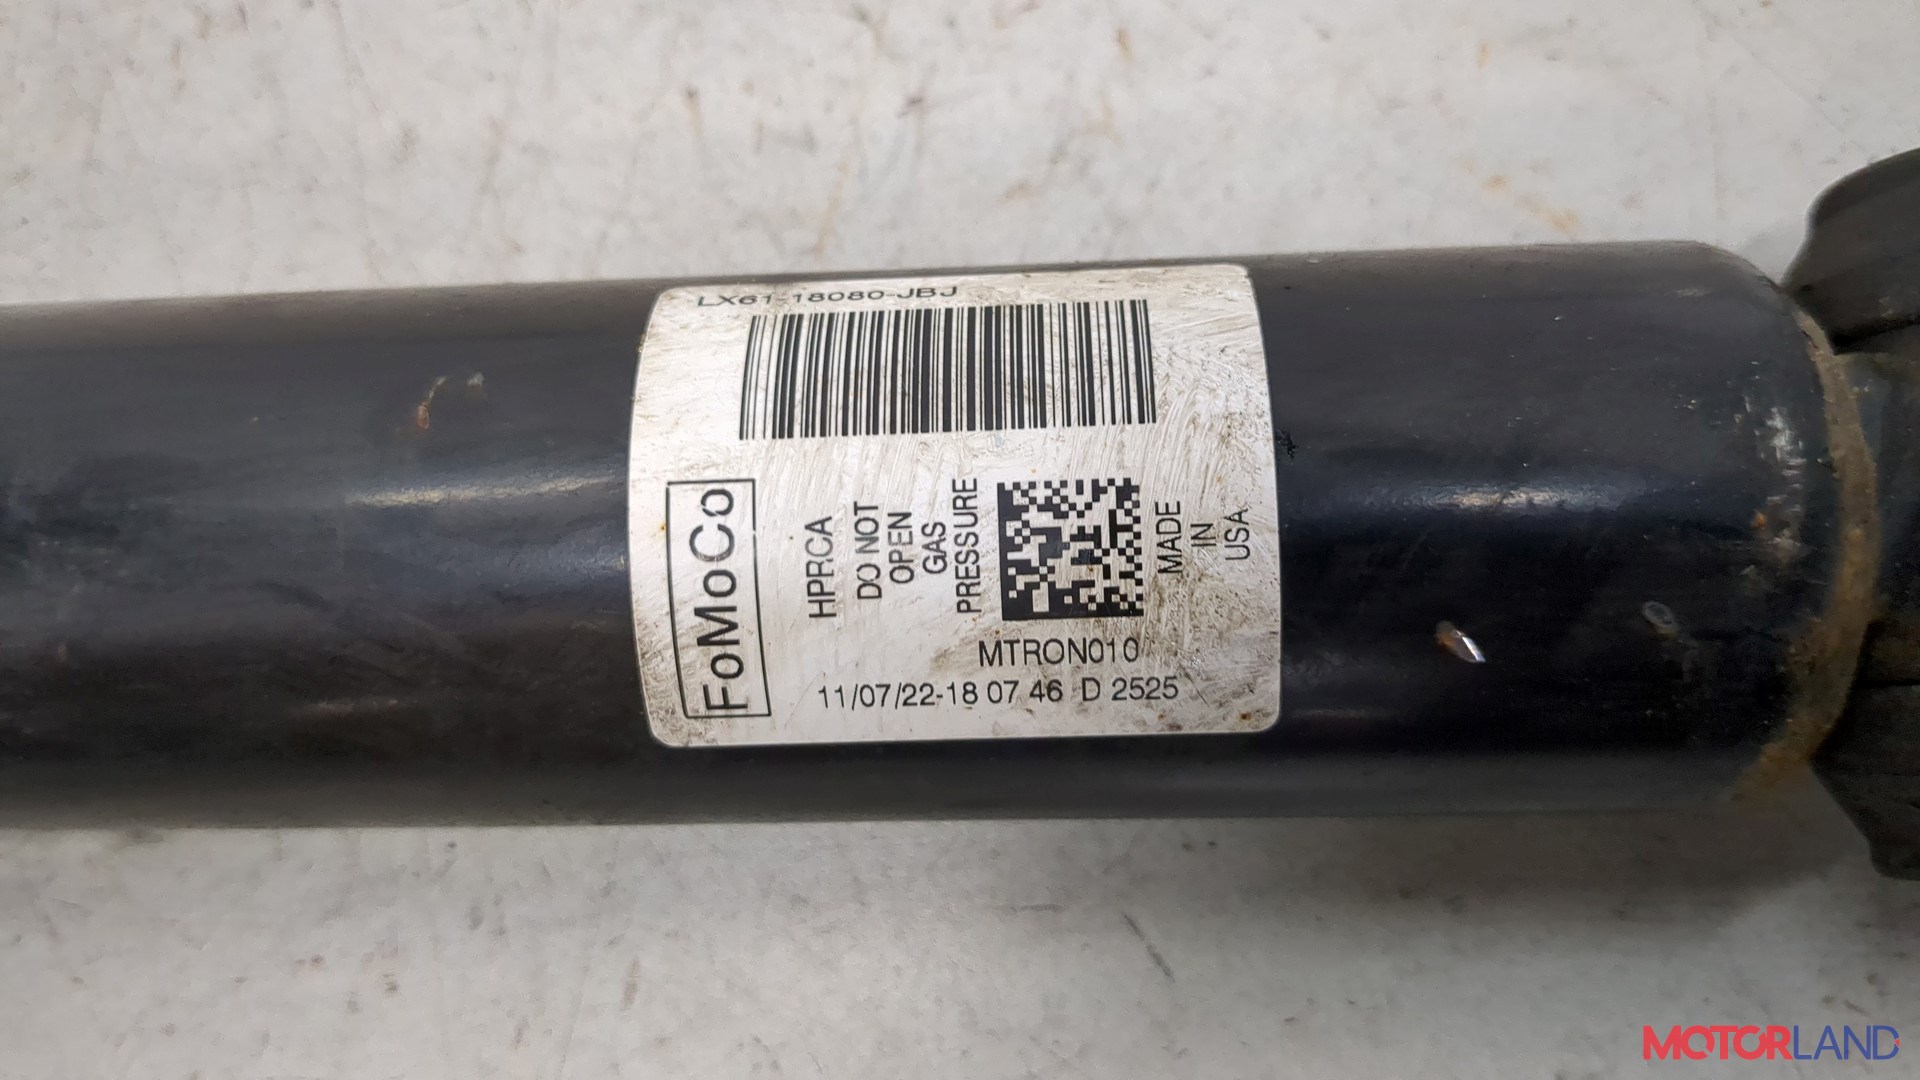 LX61-18080-JBJ
FoMoCo
HPRCA
DO NOT
OPEN
GAS
PRESSURE
MADE
IN
USA
MTRON010
11/07/22-18 07 46 D 2525
MOTORLAND